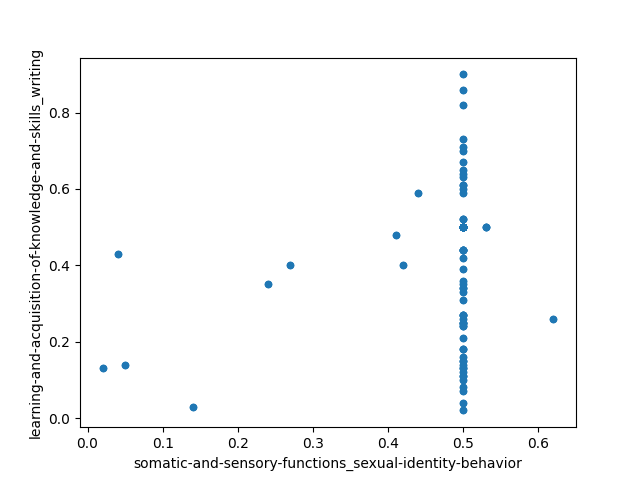 learning-and-acquisition-of-knowledge-and-skills_writing
0.8
0.6
0.4
0.2
0.0
0.0 0.1 0.2 0.3 0.4 0.5 0.6
somatic-and-sensory-functions_sexual-identity-behavior